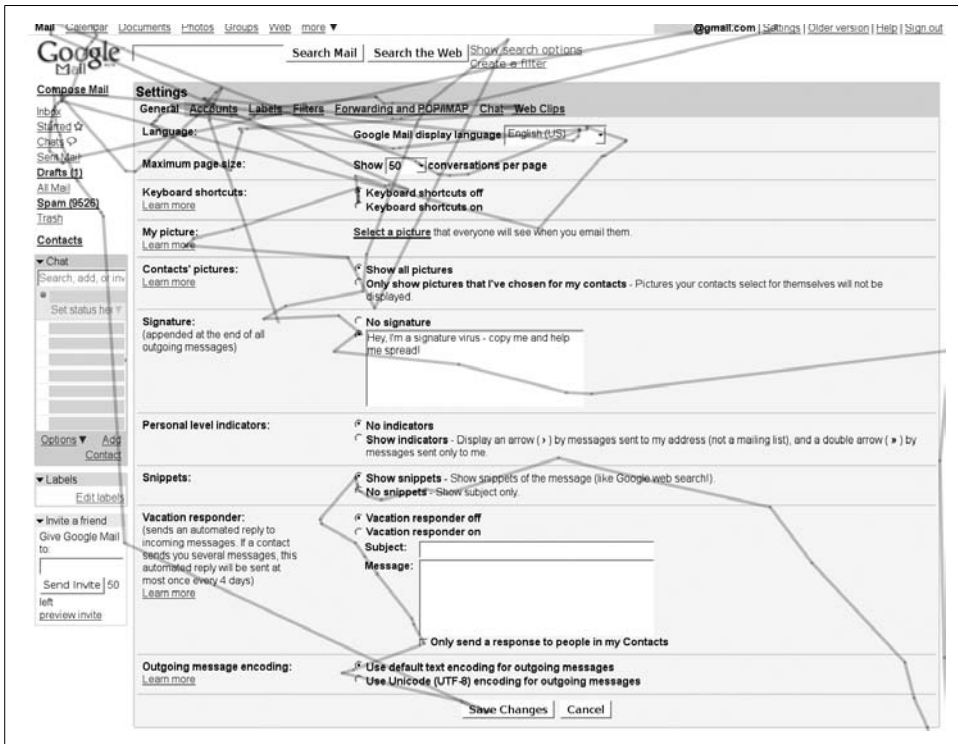 Mail Calendar Documents Photos Groups Web more ▼ @gmail.com | Settings | Older version | Help | Sign out
Google Mail
Search Mail Search the Web Show search options
Create a filter
Compose Mail
Inbox
Starred ☆
Chats
Sent Mail
Drafts (1)
All Mail
Spam (9526)
Trash
Contacts
▼ Chat
Search, add, or inv
Set status her ▼
Options ▼ Add
Contact
▼ Labels
Edit labels
▼ Invite a friend
Give Google Mail
to:
Send Invite 50
left
preview invite
Settings
General Accounts Labels Filters Forwarding and POP/IMAP Chat Web Clips
Language: Google Mail display language: English (US)
Maximum page size: Show 50 conversations per page
Keyboard shortcuts: Keyboard shortcuts off
Learn more Keyboard shortcuts on
My picture: Select a picture that everyone will see when you email them.
Learn more
Contacts' pictures: Show all pictures
Learn more Only show pictures that I've chosen for my contacts - Pictures your contacts select for themselves will not be
displayed.
Signature: No signature
(appended at the end of all
outgoing messages)
Hey, I'm a signature virus - copy me and help
me spread!
Personal level indicators: No indicators
Show indicators - Display an arrow ( › ) by messages sent to my address (not a mailing list), and a double arrow ( » ) by
messages sent only to me.
Snippets: Show snippets - Show snippets of the message (like Google web search!).
No snippets - Show subject only.
Vacation responder:
(sends an automated reply to
incoming messages. If a contact
sends you several messages, this
automated reply will be sent at
most once every 4 days)
Learn more
Vacation responder off
Vacation responder on
Subject:
Message:
Only send a response to people in my Contacts
Outgoing message encoding: Use default text encoding for outgoing messages
Learn more Use Unicode (UTF-8) encoding for outgoing messages
Save Changes Cancel